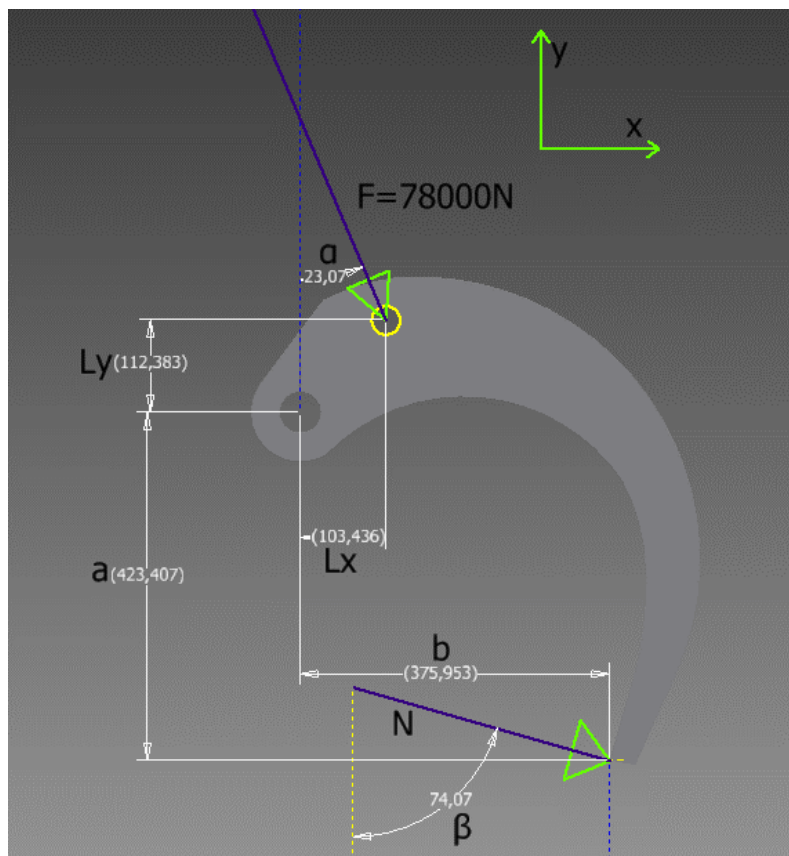 y
x
F=78000N
α
23,07
Ly(112,383)
(103,436)
Lx
a(423,407)
b
(375,953)
N
74,07
β